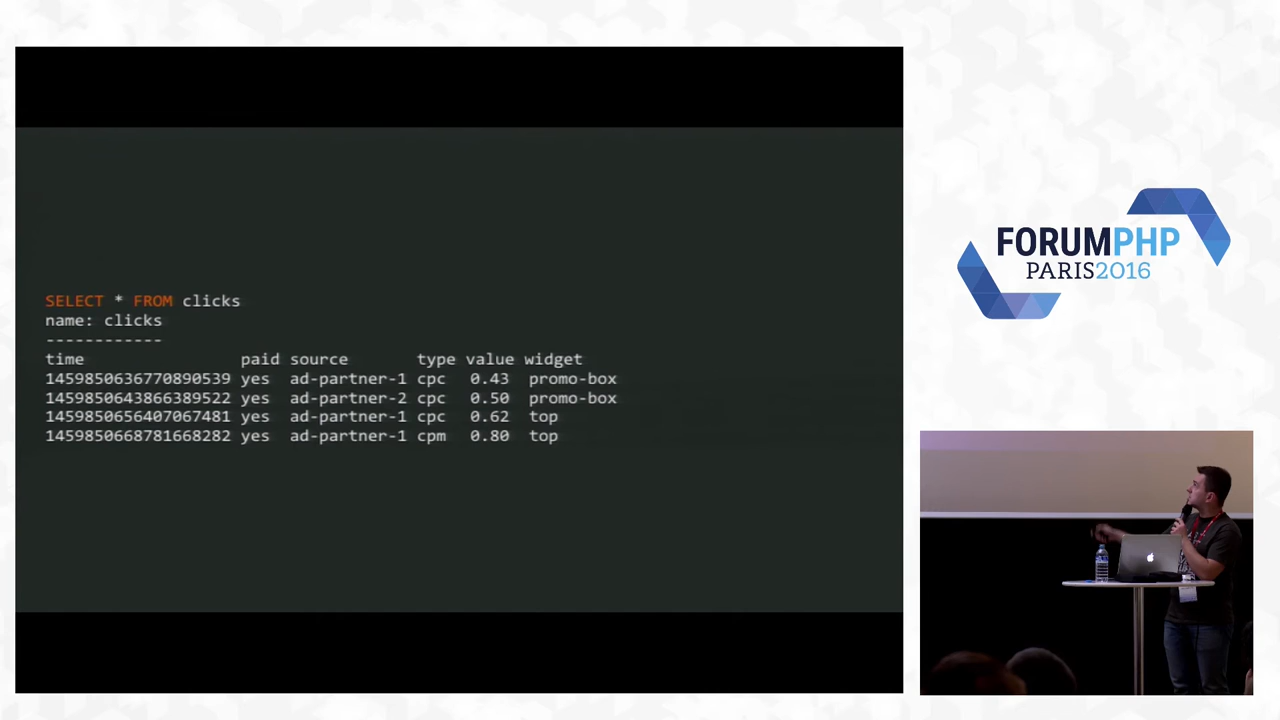 SELECT * FROM clicks
name: clicks
------------
time paid source type value widget
1459850636770890539 yes ad-partner-1 cpc 0.43 promo-box
1459850643866389522 yes ad-partner-2 cpc 0.50 promo-box
1459850656407067481 yes ad-partner-1 cpc 0.62 top
1459850668781668282 yes ad-partner-1 cpm 0.80 top
FORUMPHP
PARIS2016